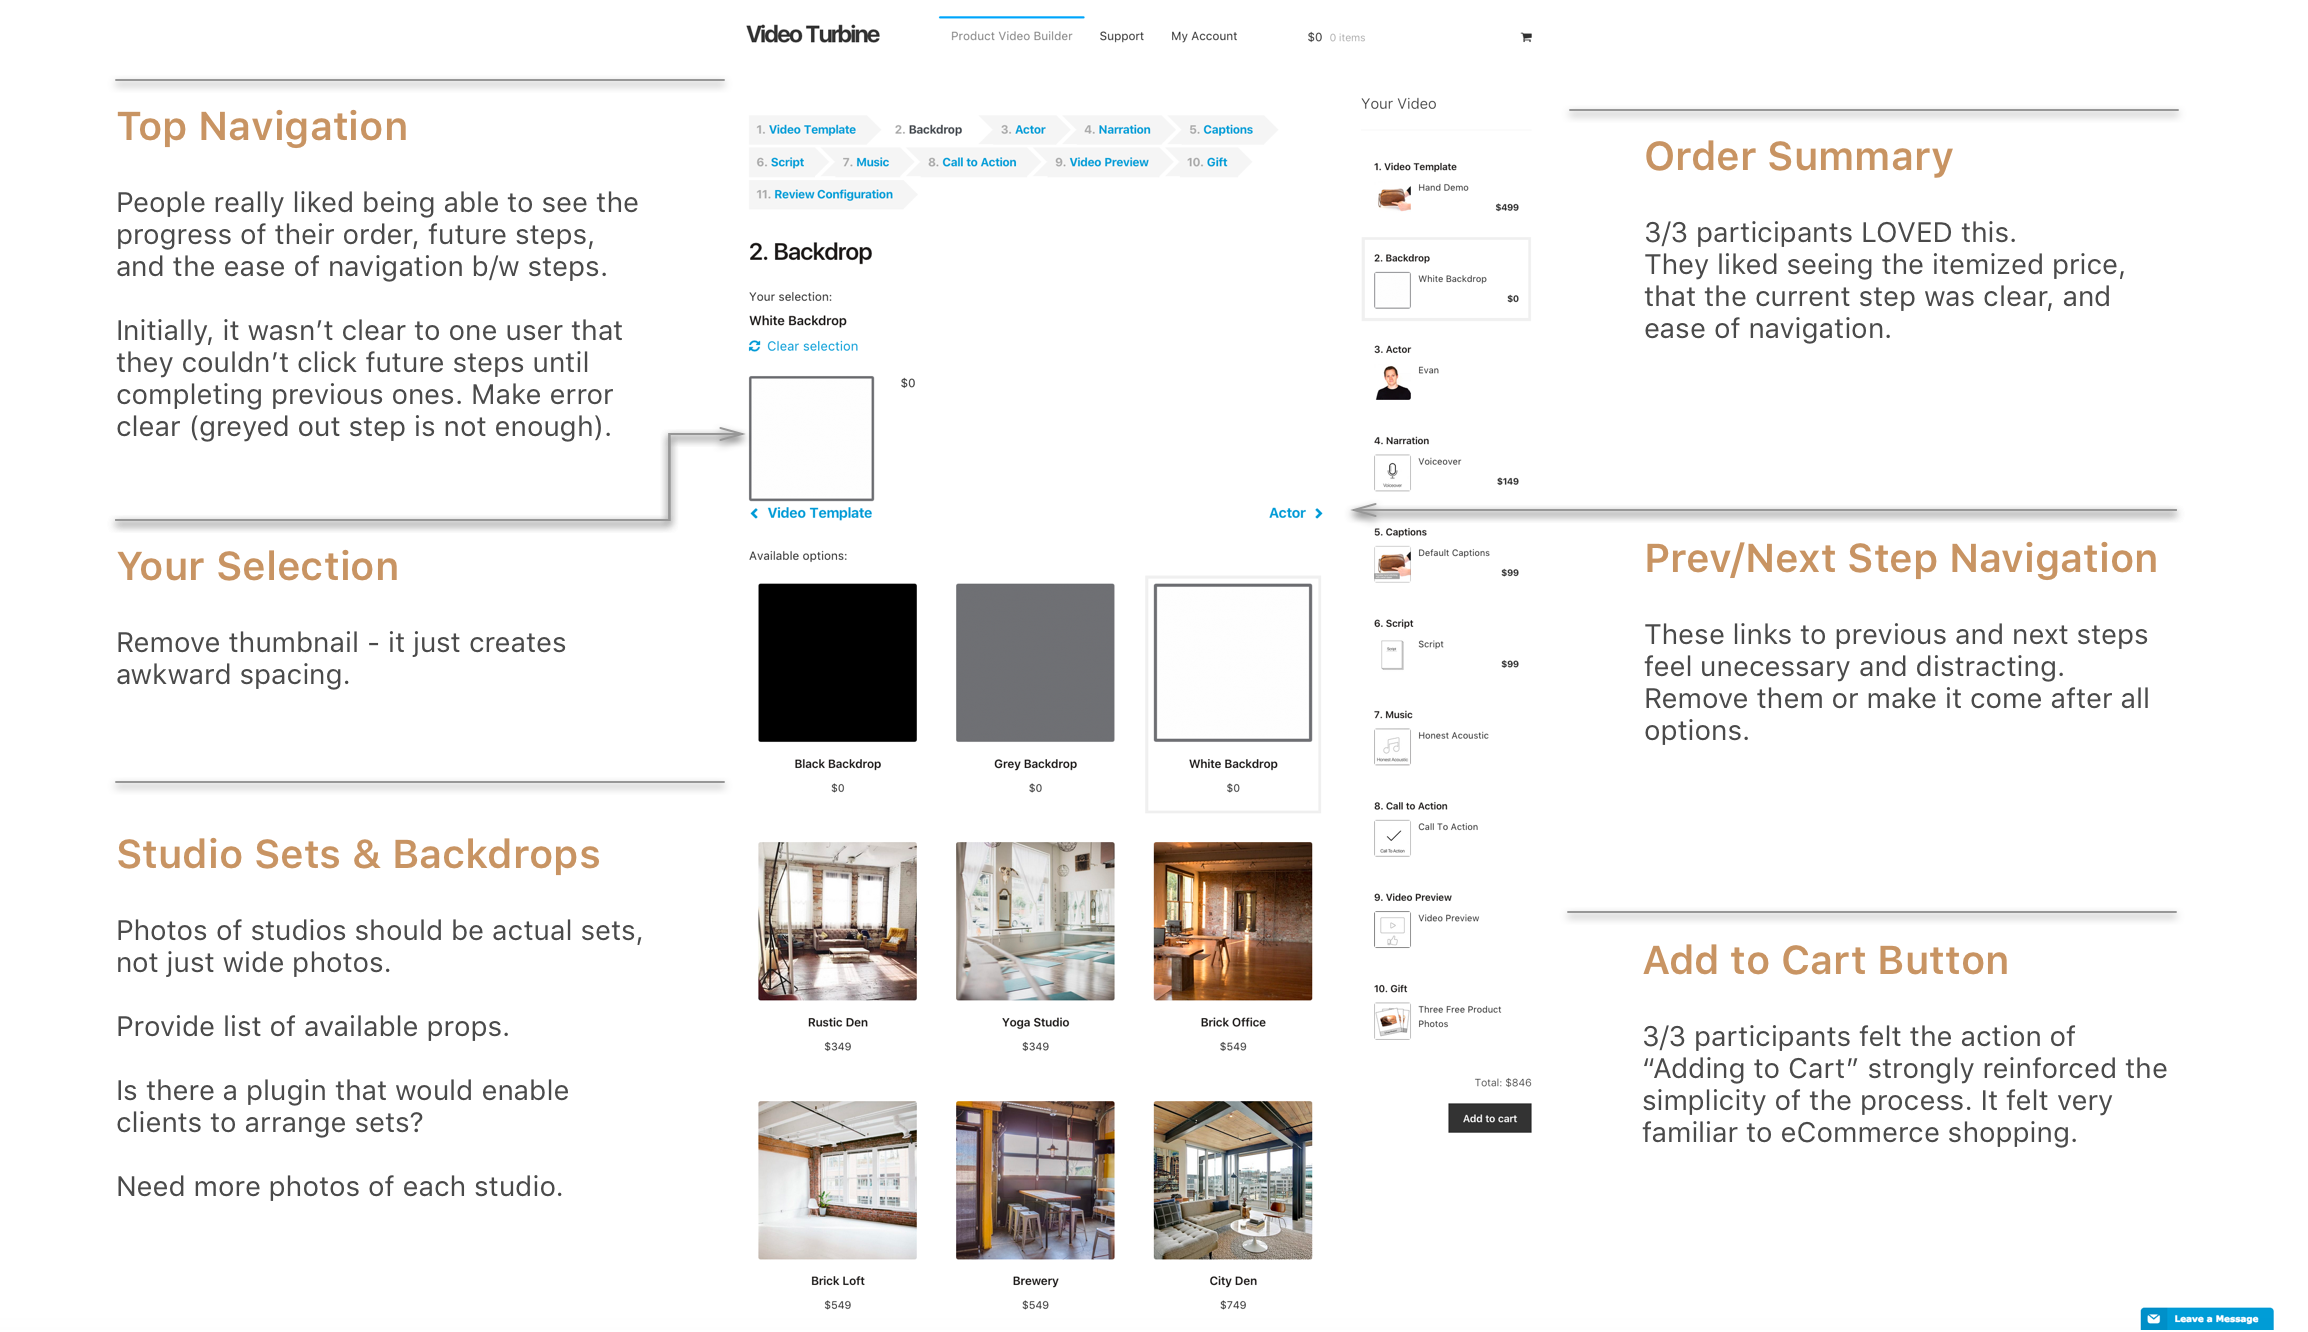 Video Turbine
Product Video Builder
Support
My Account
$0 0 items
Top Navigation
People really liked being able to see the
progress of their order, future steps,
and the ease of navigation b/w steps.
Initially, it wasn’t clear to one user that
they couldn’t click future steps until
completing previous ones. Make error
clear (greyed out step is not enough).
Your Selection
Remove thumbnail - it just creates
awkward spacing.
Studio Sets & Backdrops
Photos of studios should be actual sets,
not just wide photos.
Provide list of available props.
Is there a plugin that would enable
clients to arrange sets?
Need more photos of each studio.
1. Video Template
2. Backdrop
3. Actor
4. Narration
5. Captions
6. Script
7. Music
8. Call to Action
9. Video Preview
10. Gift
11. Review Configuration
2. Backdrop
Your selection:
White Backdrop
Clear selection
$0
Video Template
Actor
Available options:
Black Backdrop
$0
Grey Backdrop
$0
White Backdrop
$0
Rustic Den
$349
Yoga Studio
$349
Brick Office
$549
Brick Loft
$549
Brewery
$549
City Den
$749
Your Video
1. Video Template
Hand Demo
$499
2. Backdrop
White Backdrop
$0
3. Actor
Evan
4. Narration
Voiceover
Voiceover
$149
5. Captions
Default Captions
$99
6. Script
Script
Script
$99
7. Music
Honest Acoustic
Honest Acoustic
8. Call to Action
Call To Action
Call To Action
9. Video Preview
Video Preview
10. Gift
Three Free Product
Photos
Total: $846
Add to cart
Order Summary
3/3 participants LOVED this.
They liked seeing the itemized price,
that the current step was clear, and
ease of navigation.
Prev/Next Step Navigation
These links to previous and next steps
feel unecessary and distracting.
Remove them or make it come after all
options.
Add to Cart Button
3/3 participants felt the action of
“Adding to Cart” strongly reinforced the
simplicity of the process. It felt very
familiar to eCommerce shopping.
Leave a Message